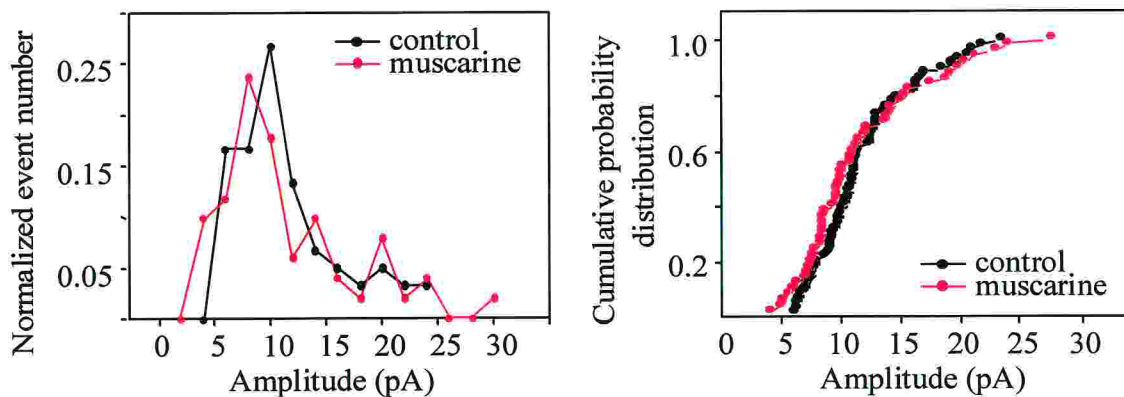 Normalized event number
0.25
0.15
0.05
control
muscarine
0 5 10 15 20 25 30
Amplitude (pA)
Cumulative probability
distribution
1.0
0.6
0.2
control
muscarine
0 5 10 15 20 25 30
Amplitude (pA)